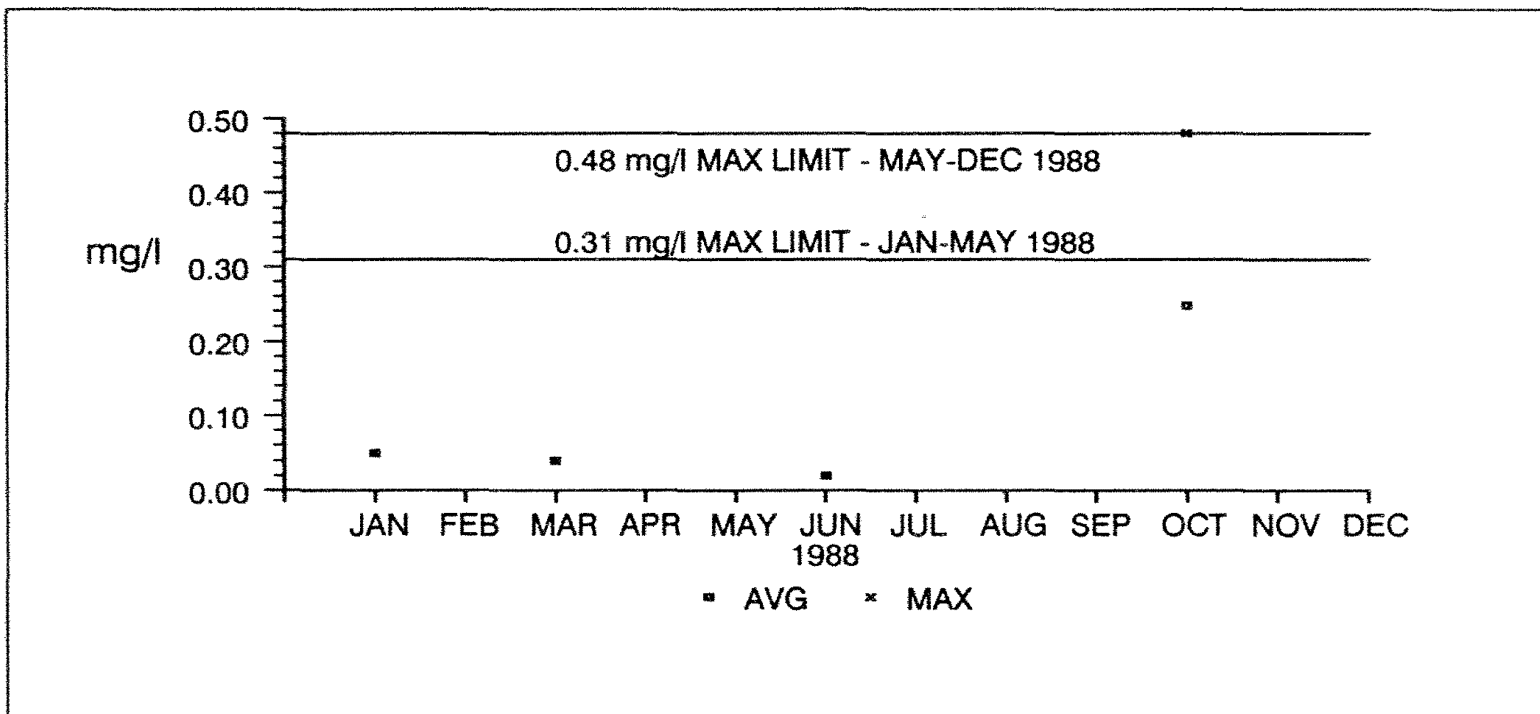 0.50
0.48 mg/l MAX LIMIT - MAY-DEC 1988
0.40
0.31 mg/l MAX LIMIT - JAN-MAY 1988
mg/l
0.30
0.20
0.10
0.00
JAN FEB MAR APR MAY JUN JUL AUG SEP OCT NOV DEC
1988
AVG MAX